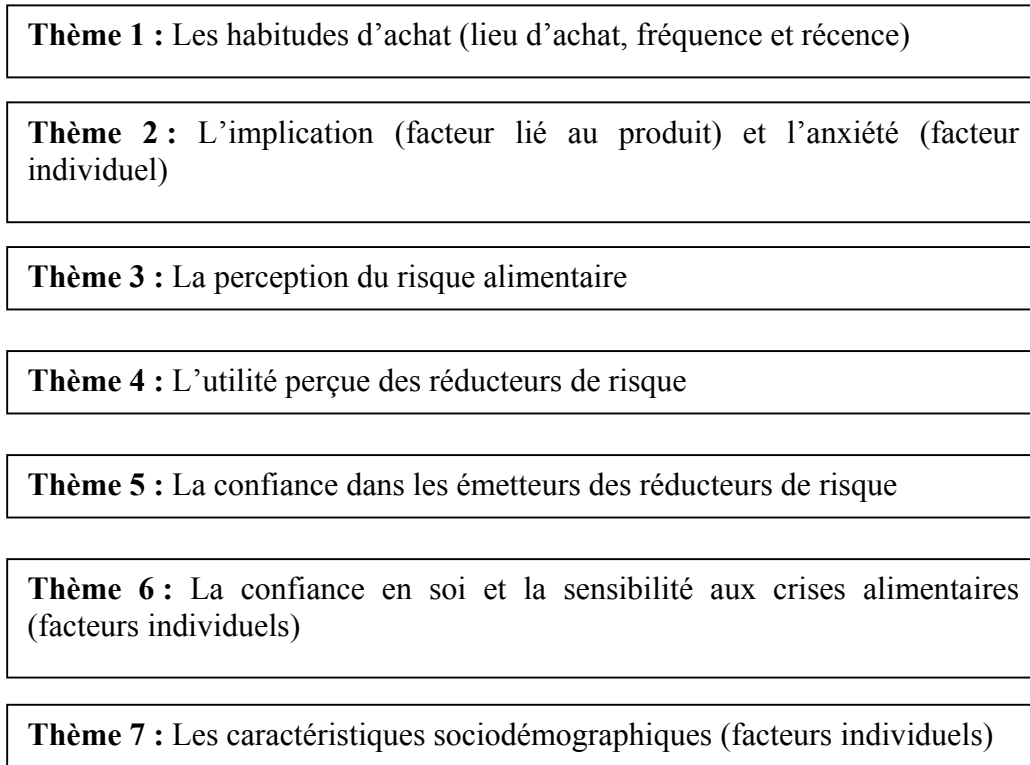 Thème 1 : Les habitudes d’achat (lieu d’achat, fréquence et récence)
Thème 2 : L’implication (facteur lié au produit) et l’anxiété (facteur
individuel)
Thème 3 : La perception du risque alimentaire
Thème 4 : L’utilité perçue des réducteurs de risque
Thème 5 : La confiance dans les émetteurs des réducteurs de risque
Thème 6 : La confiance en soi et la sensibilité aux crises alimentaires
(facteurs individuels)
Thème 7 : Les caractéristiques sociodémographiques (facteurs individuels)